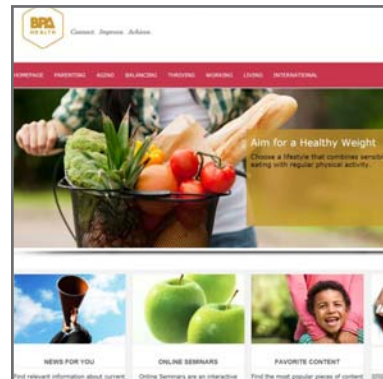 BPA
HEALTH
Connect. Improve. Achieve.
HOMEPAGE PARENTING AGING BALANCING THRIVING WORKING LIVING INTERNATIONAL
Aim for a Healthy Weight
Choose a lifestyle that combines sensi
eating with regular physical activity.
NEWS FOR YOU
ONLINE SEMINARS
FAVORITE CONTENT
Find relevant information about current
Online Seminars are an interactive
Find the most popular pieces of content